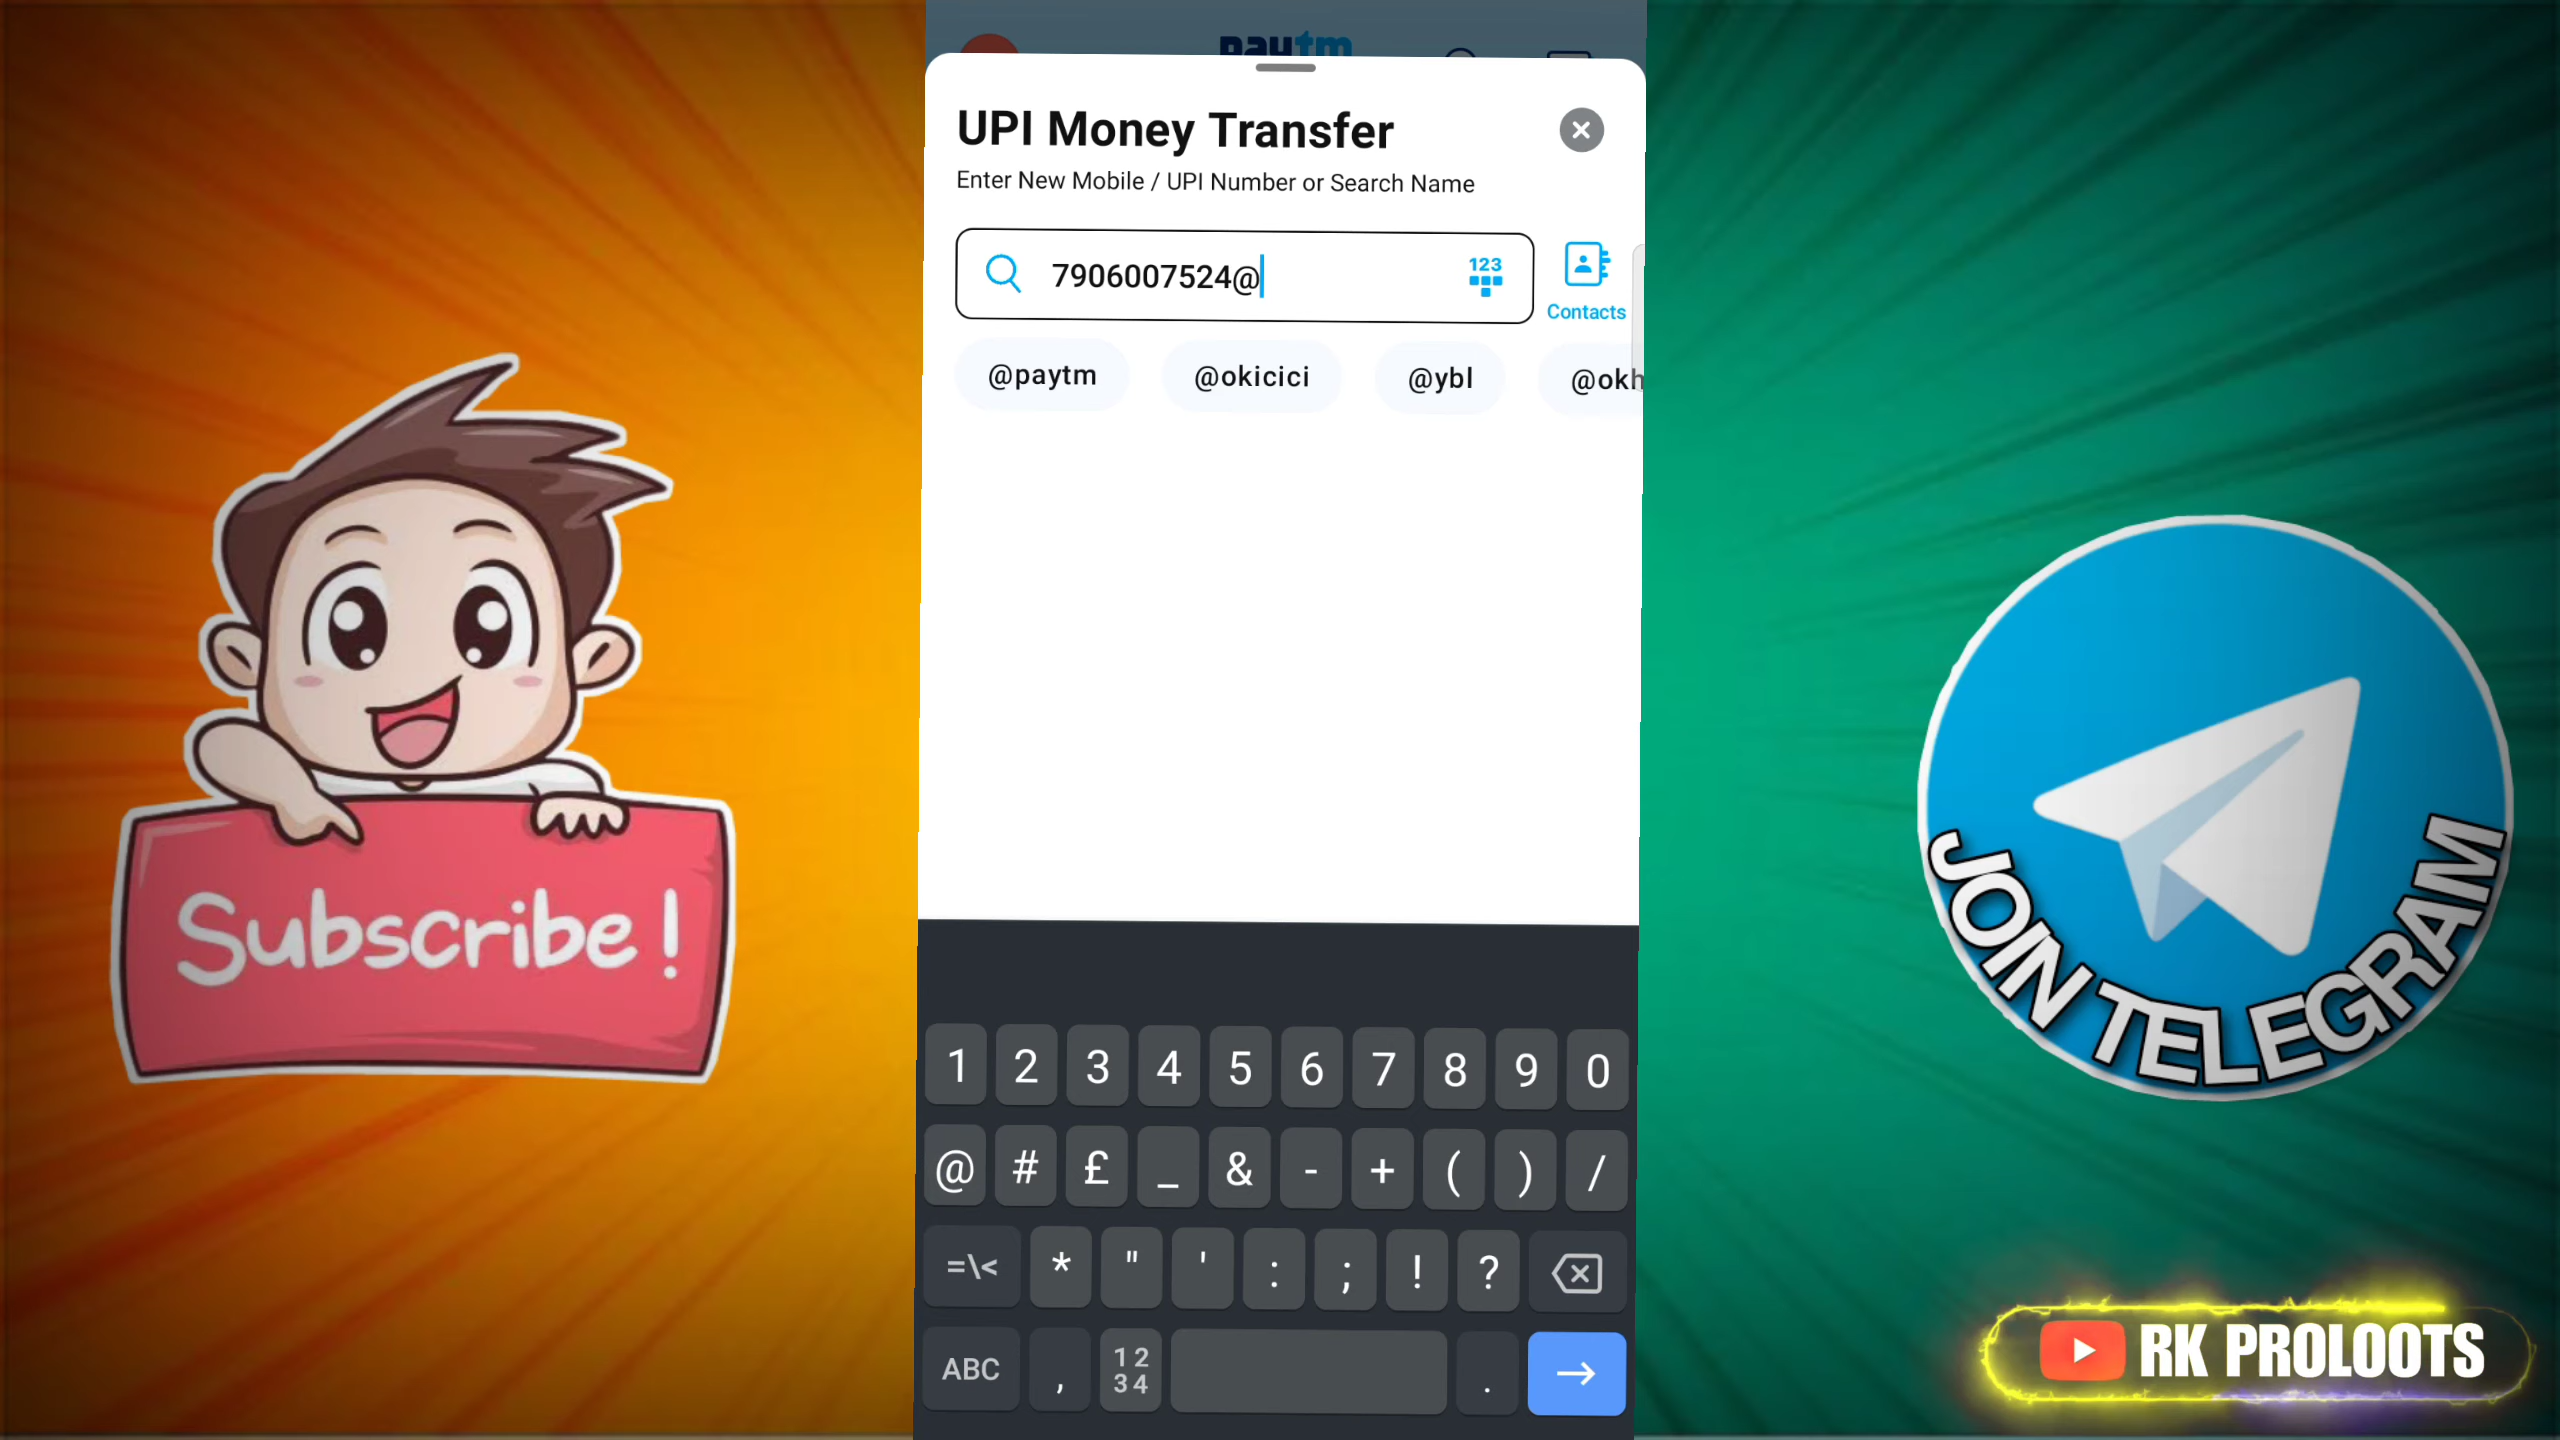 paytm
UPI Money Transfer
Enter New Mobile / UPI Number or Search Name
7906007524@
123
Contacts
@paytm @okicici @ybl @okh
Subscribe!
JOIN TELEGRAM
1 2 3 4 5 6 7 8 9 0
@ # £ _ & - + ( ) /
=\< * " ' : ; ! ?
ABC , 12 34 .
RK PROLOOTS